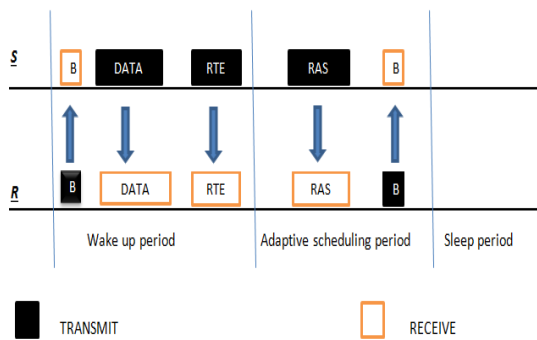 S
B DATA RTE RAS B
R
B DATA RTE RAS B
Wake up period Adaptive scheduling period Sleep period
TRANSMIT RECEIVE